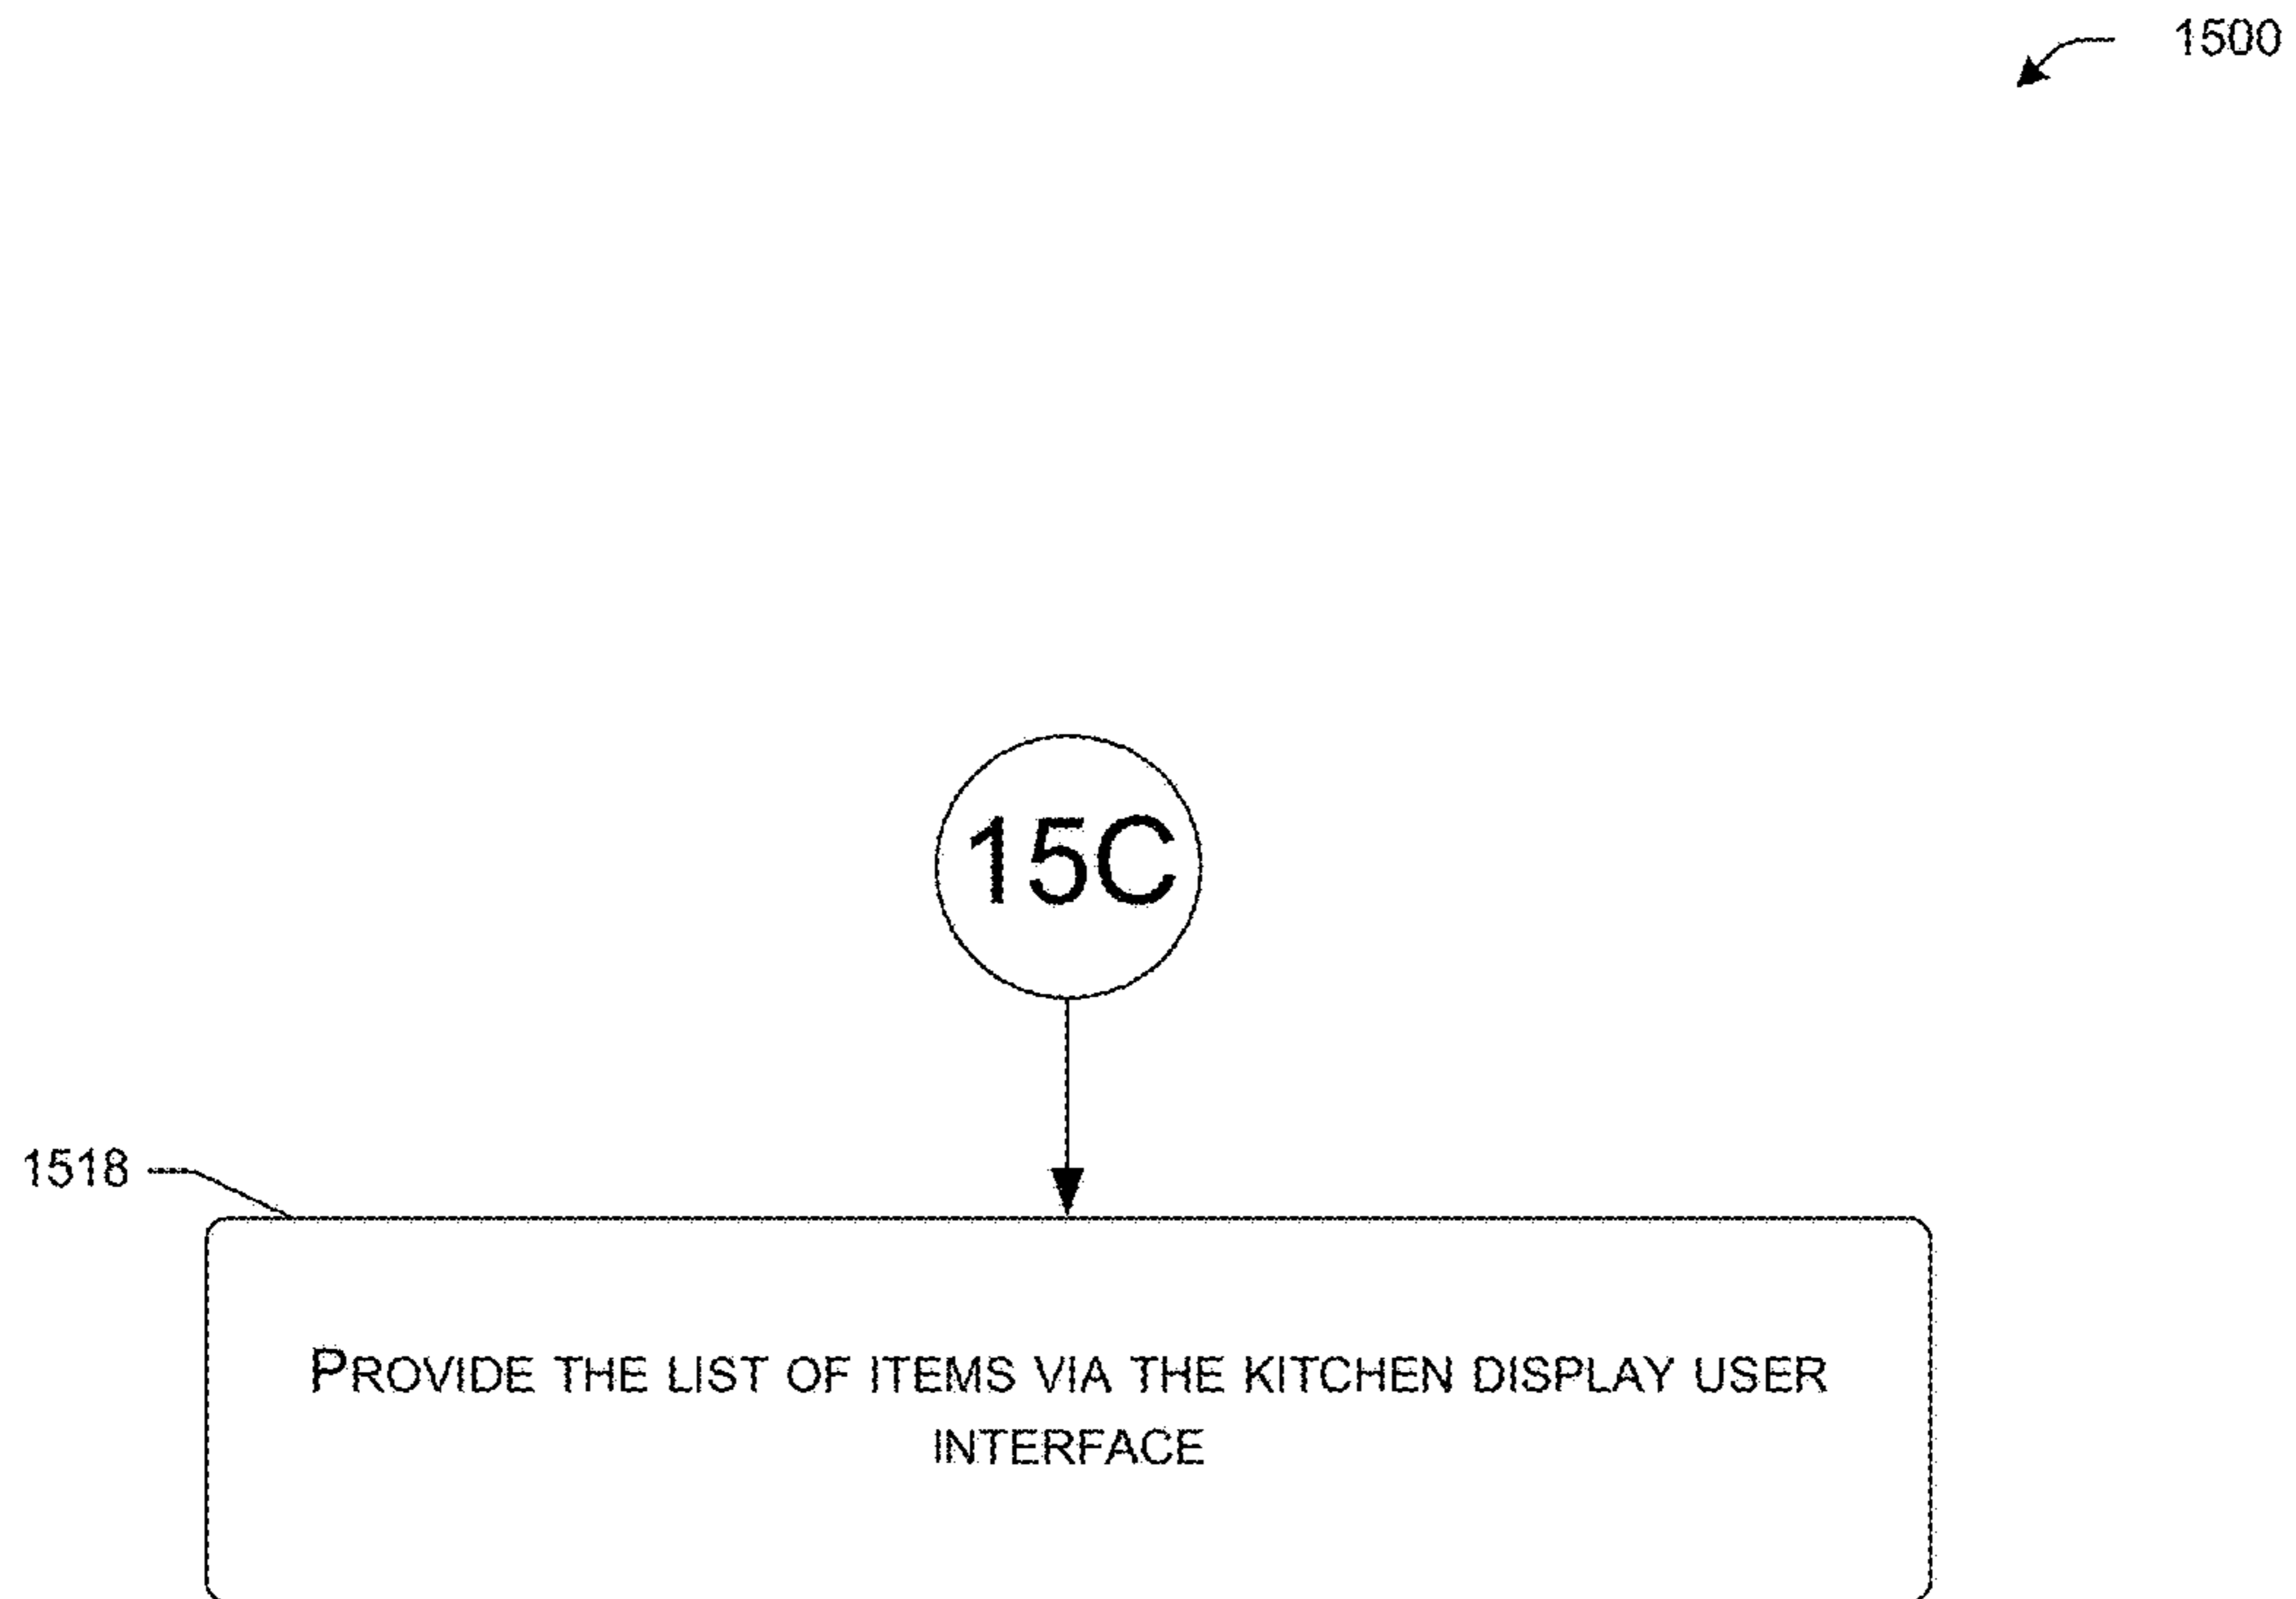 1500
15C
1518
PROVIDE THE LIST OF ITEMS VIA THE KITCHEN DISPLAY USER
INTERFACE